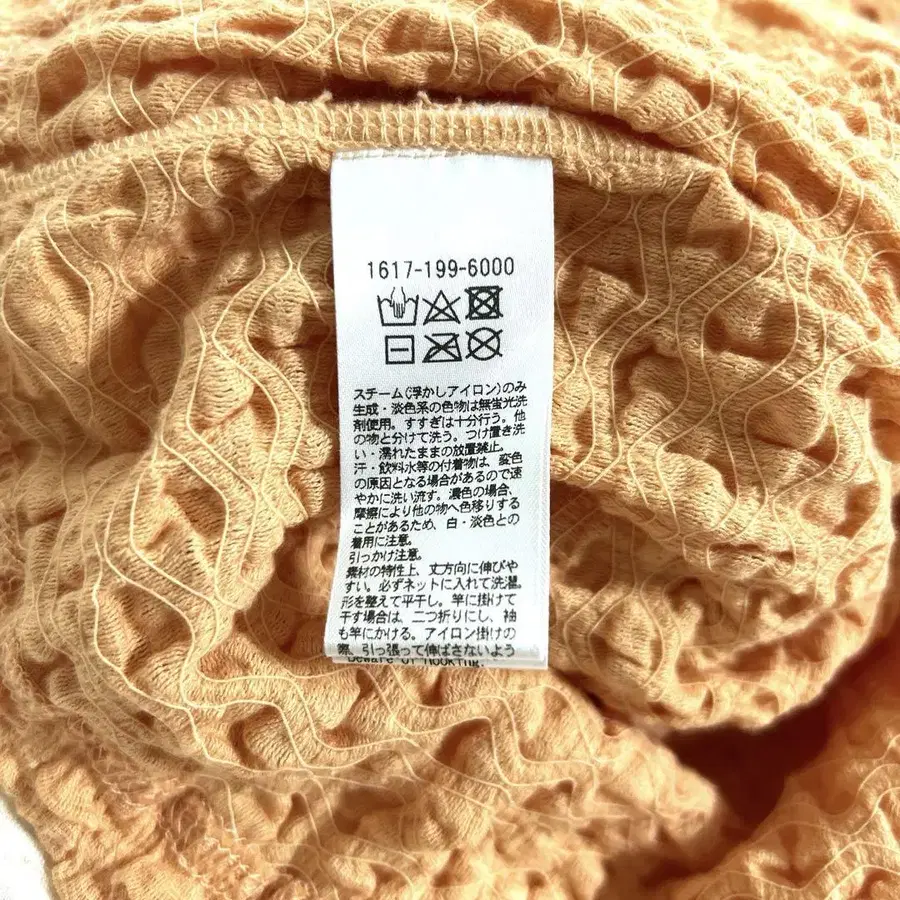 1617-199-6000
スチーム(浮かしアイロン)のみ
生成・淡色系の色物は無蛍光洗
剤使用。すすぎは十分行う。他
の物と分けて洗う。つけ置き洗
い・濡れたままの放置禁止。
汗・飲料水等の付着物は、変色
の原因となる場合があるので速
やかに洗い流す。濃色の場合、
摩擦により他の物へ色移りする
ことがあるため、白・淡色との
着用に注意。
引っかけ注意。
素材の特性上、丈方向に伸びや
すい。必ずネットに入れて洗濯。
形を整えて平干し。竿に掛けて
干す場合は、二つ折りにし、袖
も竿にかける。アイロン掛けの
際、引っ張って伸ばさないよう
Beware of hooking.